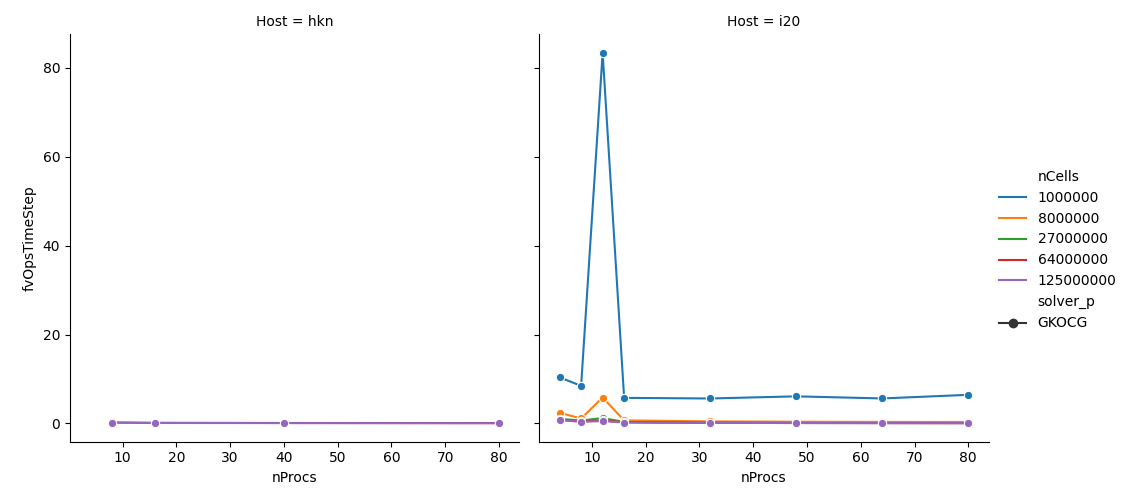 Host = hkn
Host = i20
fvOpsTimeStep
80
60
40
20
0
10 20 30 40 50 60 70 80
10 20 30 40 50 60 70 80
nProcs
nProcs
nCells
1000000
8000000
27000000
64000000
125000000
solver_p
GKOCG